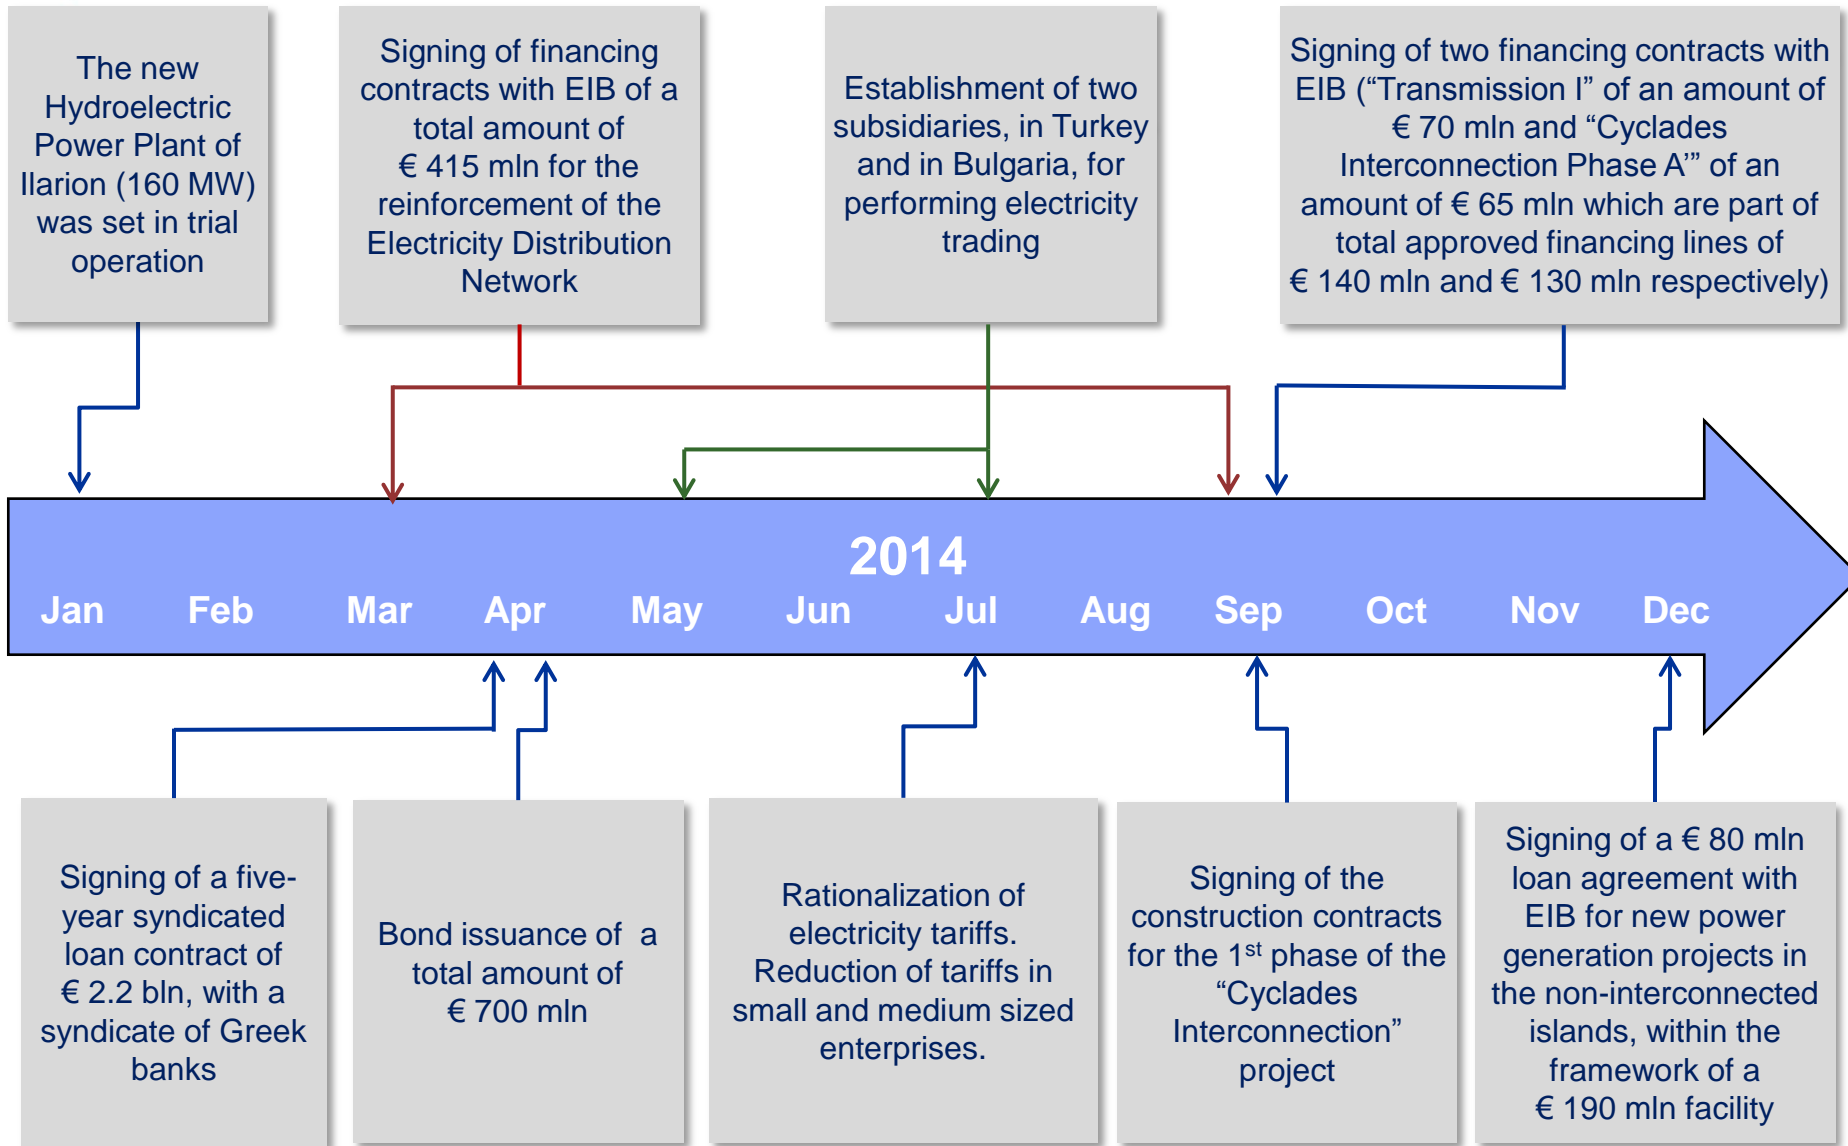 The new
Hydroelectric
Power Plant of
Ilarion (160 MW)
was set in trial
operation
Signing of financing
contracts with EIB of a
total amount of
€ 415 mln for the
reinforcement of the
Electricity Distribution
Network
Establishment of two
subsidiaries, in Turkey
and in Bulgaria, for
performing electricity
trading
Signing of two financing contracts with
EIB (“Transmission I” of an amount of
€ 70 mln and “Cyclades
Interconnection Phase A’” of an
amount of € 65 mln which are part of
total approved financing lines of
€ 140 mln and € 130 mln respectively)
2014
Jan Feb Mar Apr May Jun Jul Aug Sep Oct Nov Dec
Signing of a five-
year syndicated
loan contract of
€ 2.2 bln, with a
syndicate of Greek
banks
Bond issuance of a
total amount of
€ 700 mln
Rationalization of
electricity tariffs.
Reduction of tariffs in
small and medium sized
enterprises.
Signing of the
construction contracts
for the 1st phase of the
“Cyclades
Interconnection”
project
Signing of a € 80 mln
loan agreement with
EIB for new power
generation projects in
the non-interconnected
islands, within the
framework of a
€ 190 mln facility